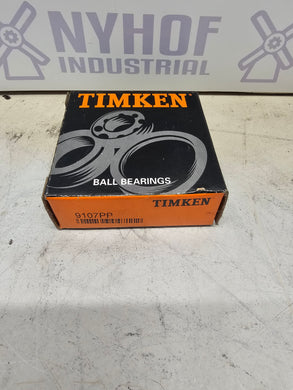 NYHOF
INDUSTRIAL
TIMKEN
BALL BEARINGS
9107PP
TIMKEN